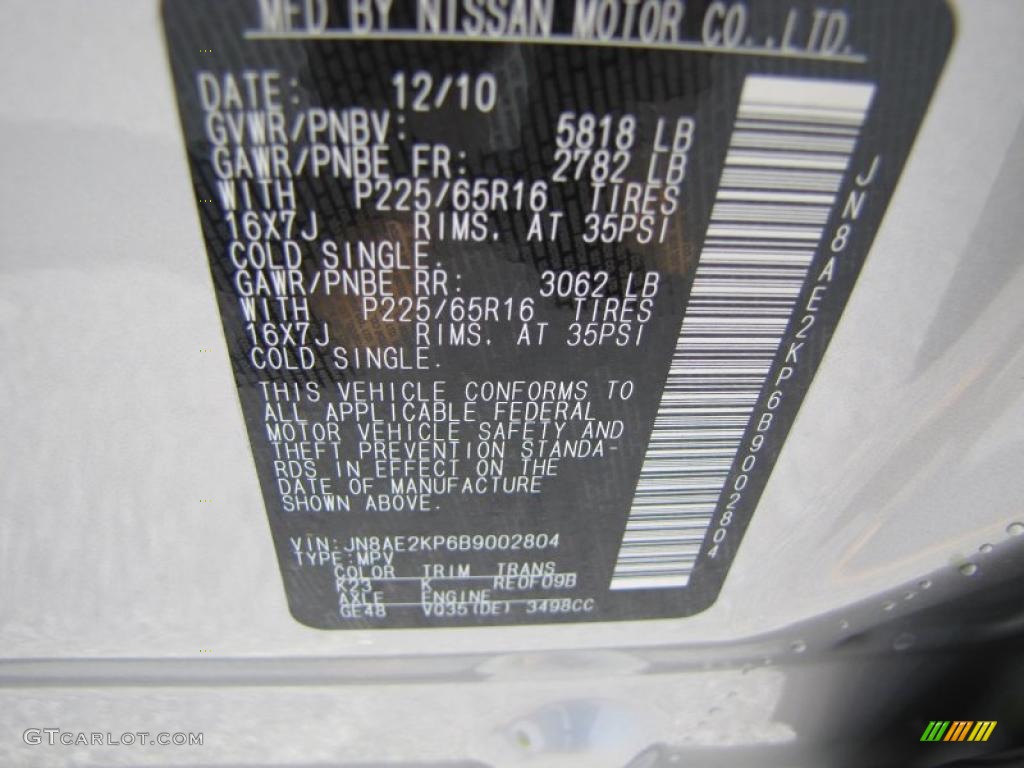 MFD BY NISSAN MOTOR CO.,LTD.
DATE: 12/10
GVWR/PNBV: 5818 LB
GAWR/PNBE FR: 2782 LB
WITH P225/65R16 TIRES
16X7J RIMS. AT 35PSI
COLD SINGLE.
GAWR/PNBE RR: 3062 LB
WITH P225/65R16 TIRES
16X7J RIMS. AT 35PSI
COLD SINGLE.
THIS VEHICLE CONFORMS TO
ALL APPLICABLE FEDERAL
MOTOR VEHICLE SAFETY AND
THEFT PREVENTION STANDA-
RDS IN EFFECT ON THE
DATE OF MANUFACTURE
SHOWN ABOVE.
VIN:JN8AE2KP6B9002804
TYPE:MPV
COLOR TRIM TRANS
K23 K RE0F09B
AXLE ENGINE
GE48 VQ35(DE) 3498CC
JN8AE2KP6B9002804
GTCARLOT.COM